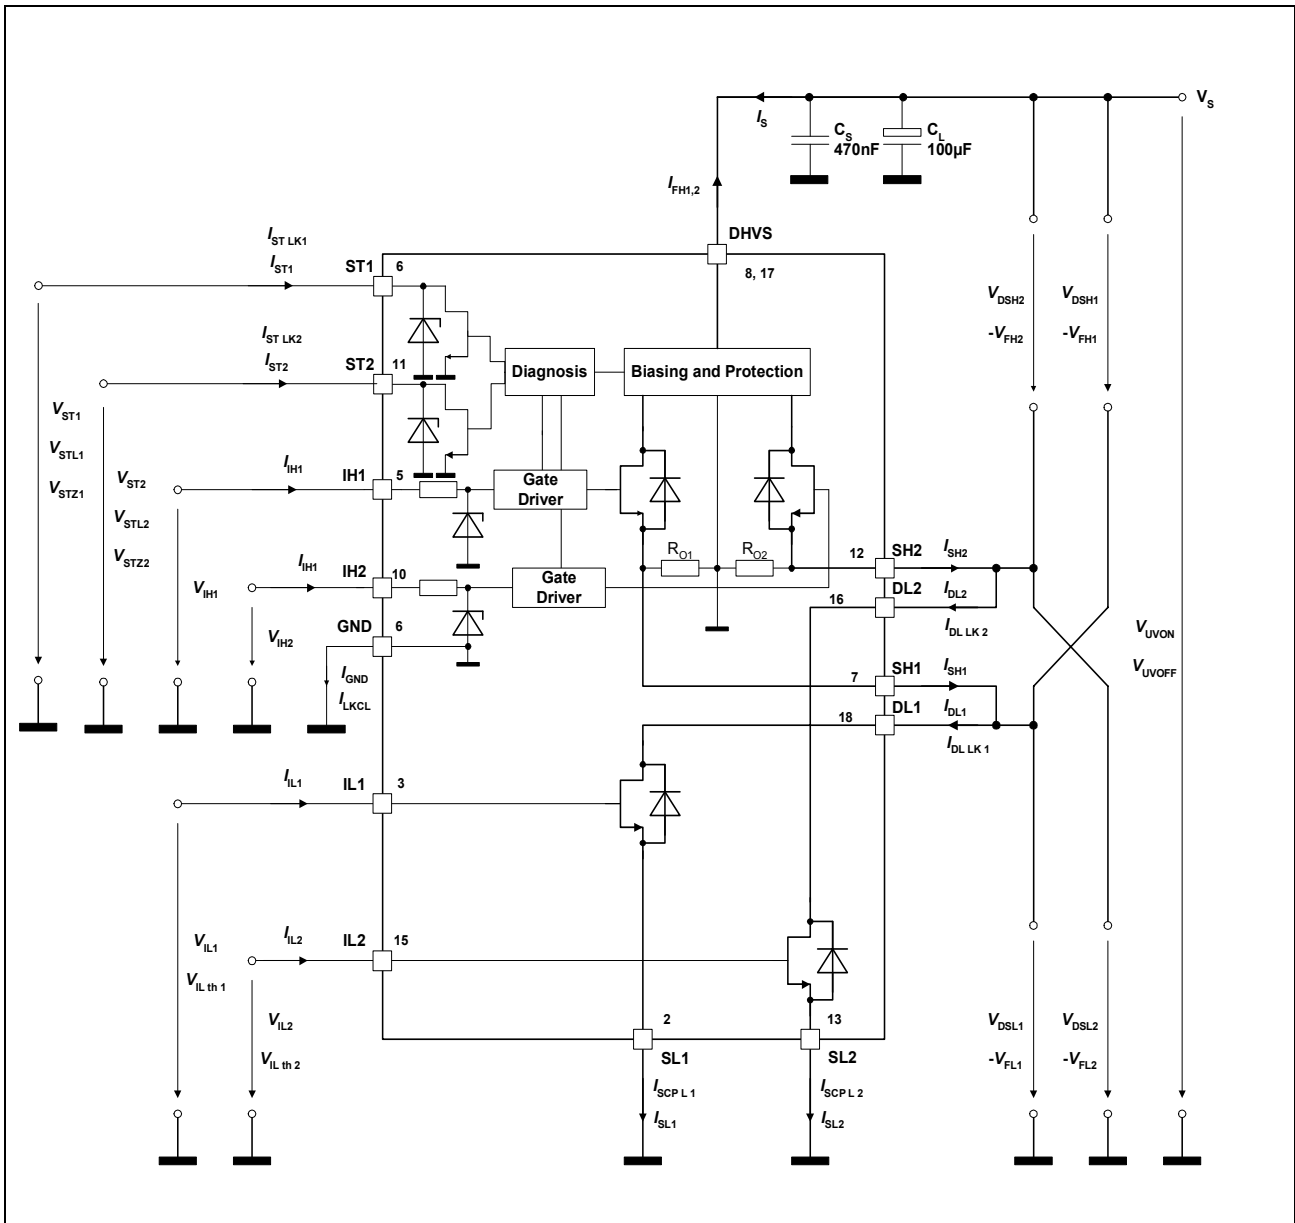 V_S
I_S
C_S
470nF
C_L
100µF
I_FH1,2
DHVS
8, 17
I_ST LK1
I_ST1
ST1
6
I_ST LK2
I_ST2
ST2
11
Diagnosis
Biasing and Protection
V_DSH2
-V_FH2
V_DSH1
-V_FH1
V_ST1
V_STL1
V_STZ1
V_ST2
V_STL2
V_STZ2
I_IH1
IH1
5
Gate
Driver
R_O1
R_O2
12
SH2
I_SH2
V_IH1
I_IH1
IH2
10
Gate
Driver
16
DL2
I_DL2
I_DL LK 2
V_IH2
GND
6
I_GND
I_LKCL
V_UVON
V_UVOFF
7
SH1
I_SH1
18
DL1
I_DL1
I_DL LK 1
I_IL1
IL1
3
V_IL1
V_IL th 1
I_IL2
IL2
15
V_IL2
V_IL th 2
2
SL1
13
SL2
I_SCP L 1
I_SL1
I_SCP L 2
I_SL2
V_DSL1
-V_FL1
V_DSL2
-V_FL2